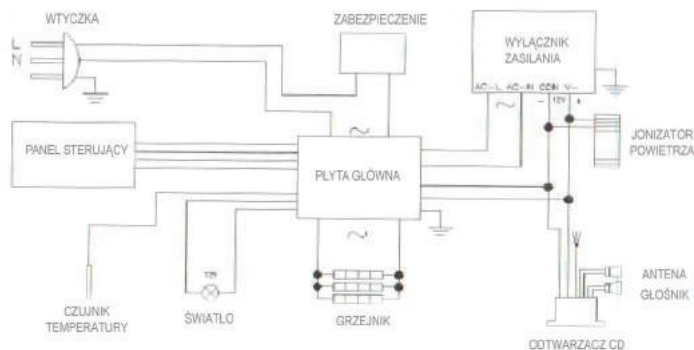 WTYCZKA
L
N
ZABEZPIECZENIE
WYŁĄCZNIK
ZASILANIA
AC-L AC-IN CON V-
- 12V +
JONIZATOR
POWIETRZA
PANEL STERUJĄCY
PŁYTA GŁÓWNA
CZUJNIK
TEMPERATURY
ŚWIATŁO
GRZEJNIK
ANTENA
GŁOŚNIK
ODTWARZACZ CD